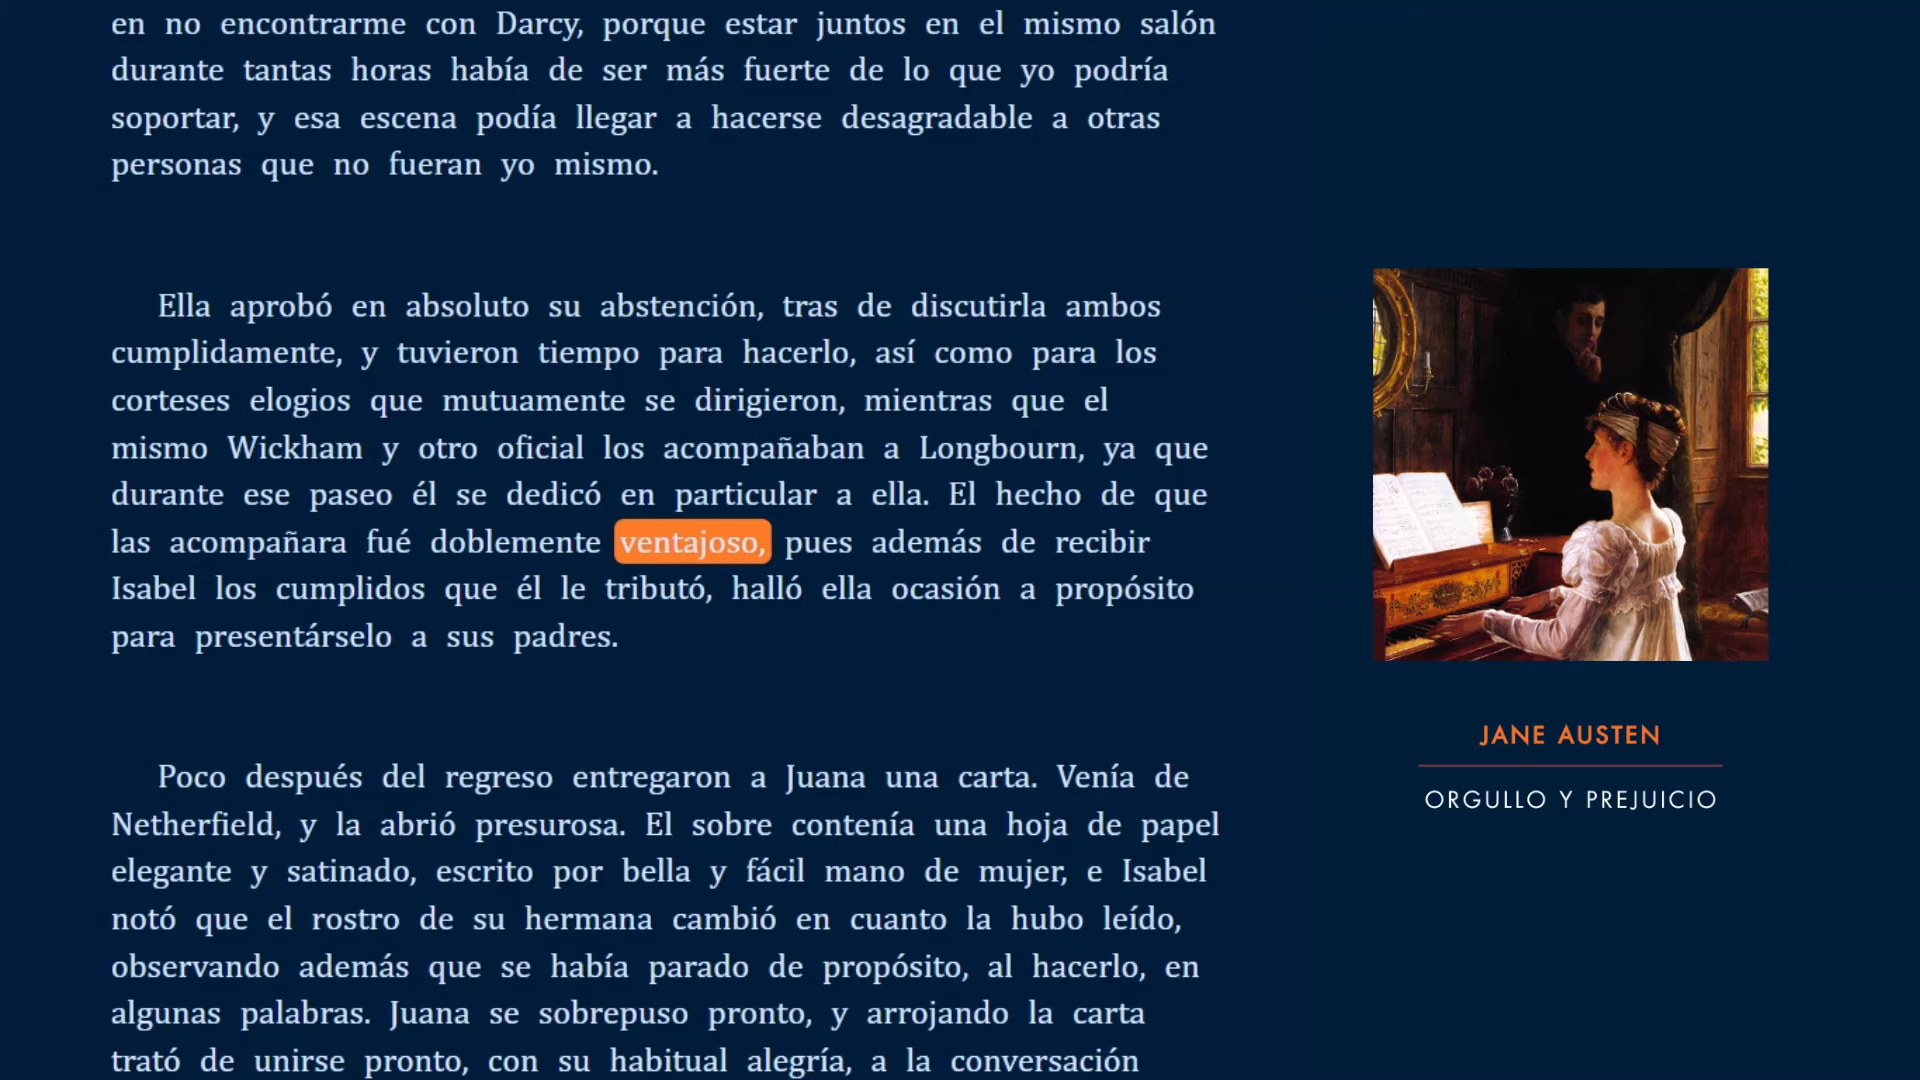 en no encontrarme con Darcy, porque estar juntos en el mismo salón
durante tantas horas había de ser más fuerte de lo que yo podría
soportar, y esa escena podía llegar a hacerse desagradable a otras
personas que no fueran yo mismo.
Ella aprobó en absoluto su abstención, tras de discutirla ambos
cumplidamente, y tuvieron tiempo para hacerlo, así como para los
corteses elogios que mutuamente se dirigieron, mientras que el
mismo Wickham y otro oficial los acompañaban a Longbourn, ya que
durante ese paseo él se dedicó en particular a ella. El hecho de que
las acompañara fué doblemente ventajoso, pues además de recibir
Isabel los cumplidos que él le tributó, halló ella ocasión a propósito
para presentárselo a sus padres.
Poco después del regreso entregaron a Juana una carta. Venía de
Netherfield, y la abrió presurosa. El sobre contenía una hoja de papel
elegante y satinado, escrito por bella y fácil mano de mujer, e Isabel
notó que el rostro de su hermana cambió en cuanto la hubo leído,
observando además que se había parado de propósito, al hacerlo, en
algunas palabras. Juana se sobrepuso pronto, y arrojando la carta
trató de unirse pronto, con su habitual alegría, a la conversación
JANE AUSTEN
ORGULLO Y PREJUICIO